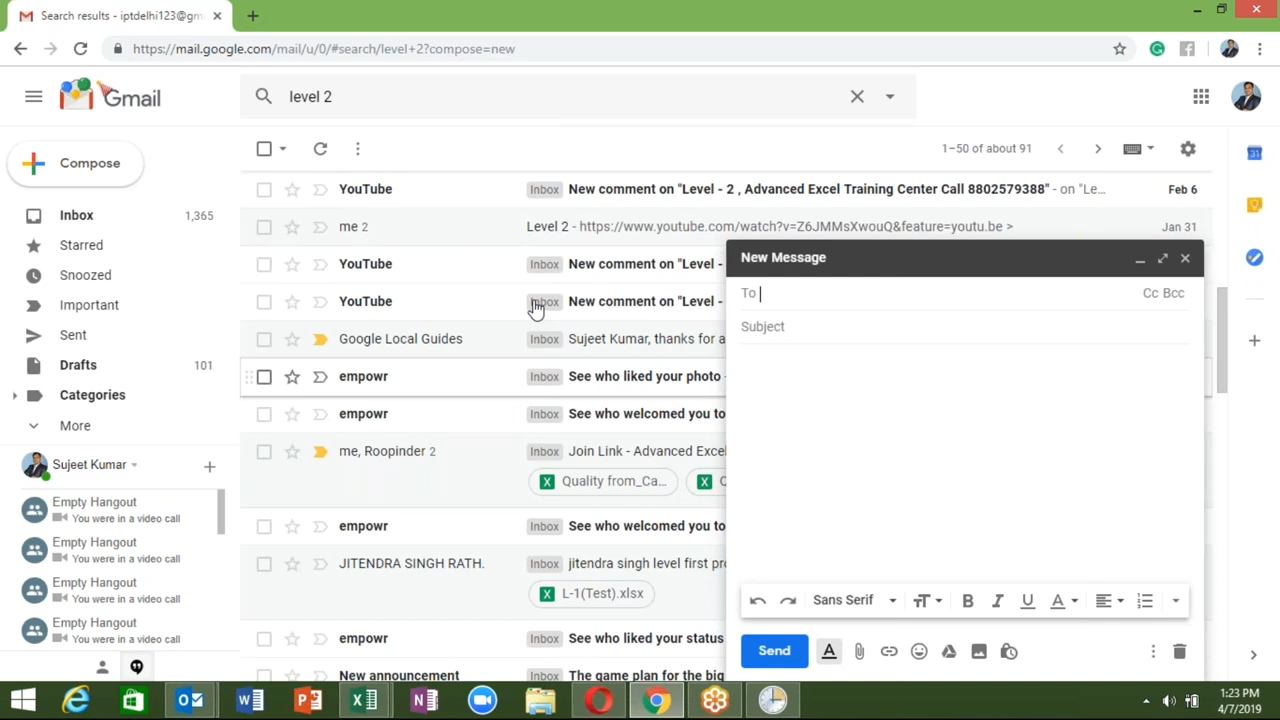 Search results - iptdelhi123@gm
https://mail.google.com/mail/u/0/#search/level+2?compose=new
Gmail
level 2
Compose
1–50 of about 91
Inbox 1,365
Starred
Snoozed
Important
Sent
Drafts 101
Categories
More
Sujeet Kumar
Empty Hangout
You were in a video call
Empty Hangout
You were in a video call
Empty Hangout
You were in a video call
Empty Hangout
You were in a video call
YouTube Inbox New comment on "Level - 2 , Advanced Excel Training Center Call 8802579388" - on "Le... Feb 6
me 2 Level 2 - https://www.youtube.com/watch?v=Z6JMMsXwouQ&feature=youtu.be > Jan 31
YouTube Inbox New comment on "Level -
YouTube Inbox New comment on "Level -
Google Local Guides Inbox Sujeet Kumar, thanks for a
empowr Inbox See who liked your photo -
empowr Inbox See who welcomed you to
me, Roopinder 2 Inbox Join Link - Advanced Exce
X Quality from_Ca... X
empowr Inbox See who welcomed you to
JITENDRA SINGH RATH. Inbox jitendra singh level first pro
X L-1(Test).xlsx
empowr Inbox See who liked your status
New announcement The game plan for the big
New Message
To Cc Bcc
Subject
Sans Serif
Send
31
1:23 PM
4/7/2019